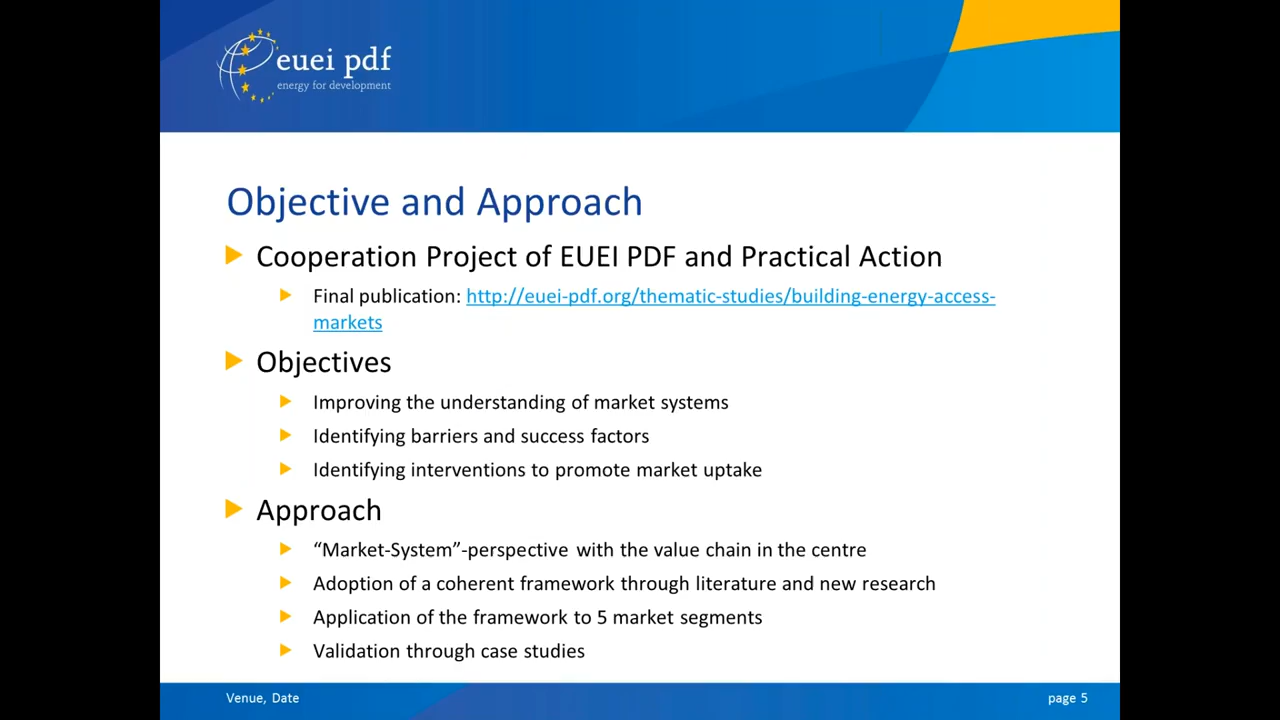 euei pdf
energy for development
Objective and Approach
Cooperation Project of EUEI PDF and Practical Action
Final publication: http://euei-pdf.org/thematic-studies/building-energy-access-
markets
Objectives
Improving the understanding of market systems
Identifying barriers and success factors
Identifying interventions to promote market uptake
Approach
“Market-System”-perspective with the value chain in the centre
Adoption of a coherent framework through literature and new research
Application of the framework to 5 market segments
Validation through case studies
Venue, Date
page 5